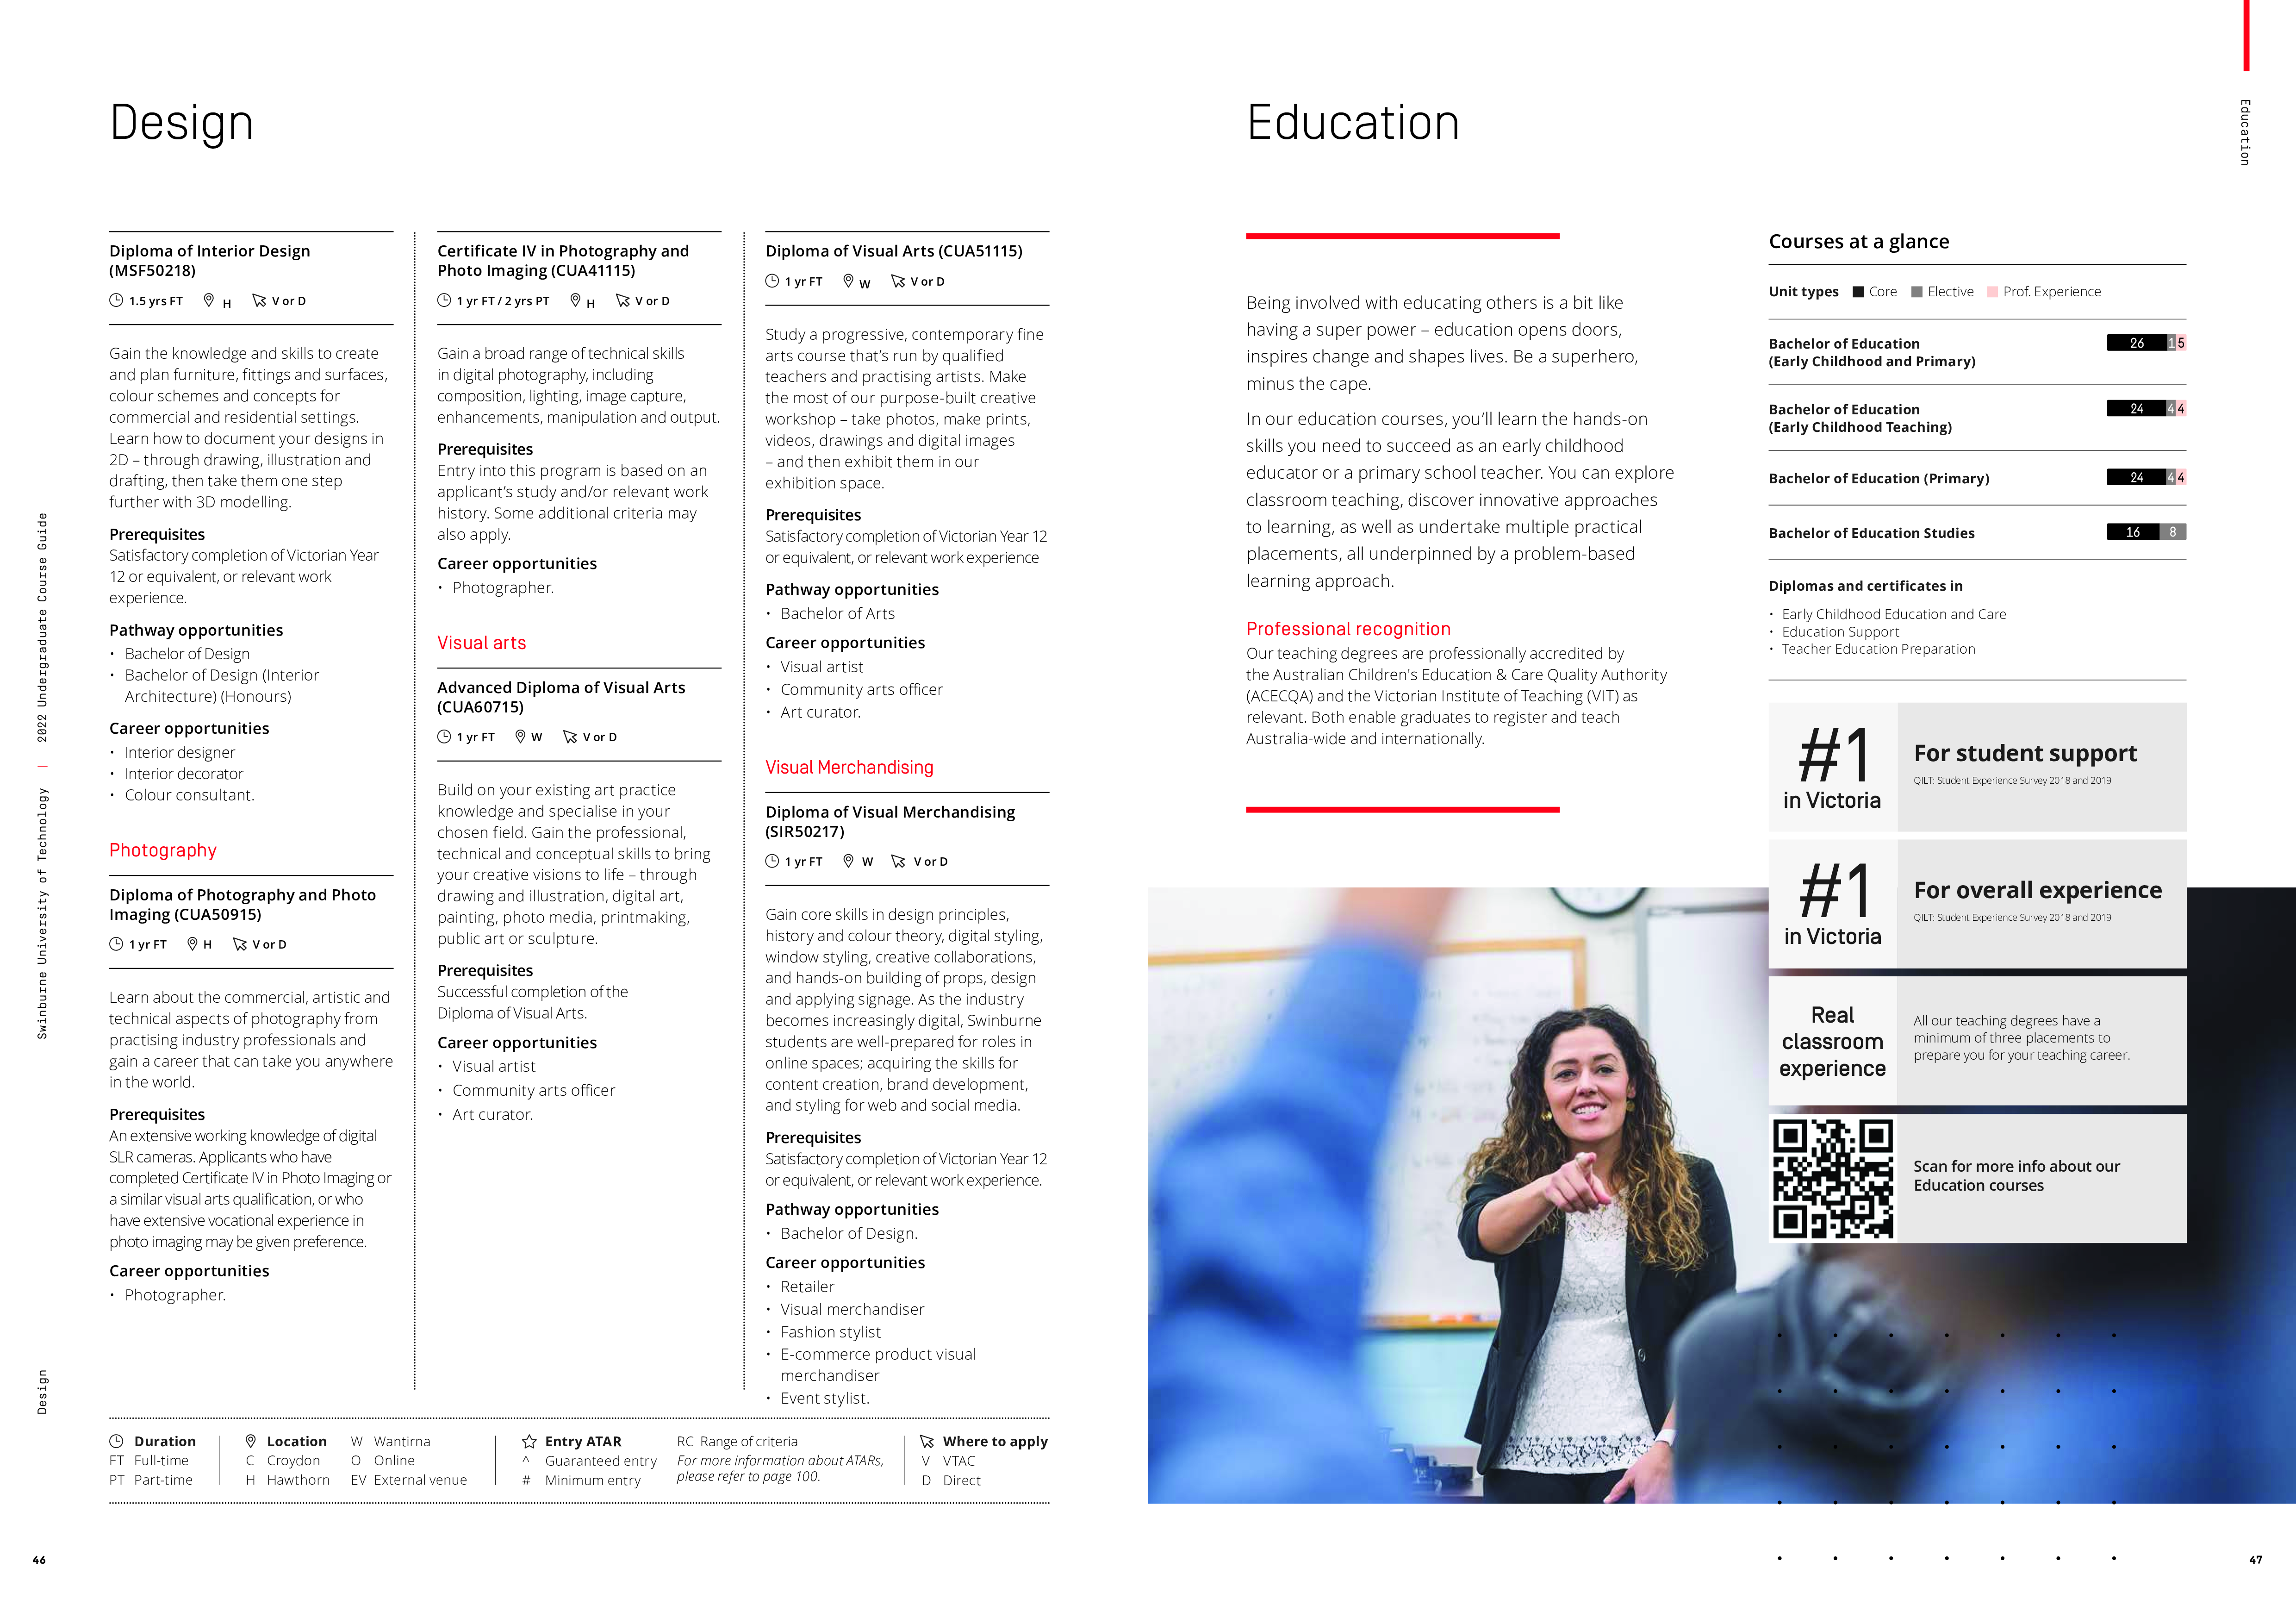 Design
Diploma of Interior Design
(MSF50218)
1.5 yrs FT H V or D
Gain the knowledge and skills to create
and plan furniture, fittings and surfaces,
colour schemes and concepts for
commercial and residential settings.
Learn how to document your designs in
2D – through drawing, illustration and
drafting, then take them one step
further with 3D modelling.
Prerequisites
Satisfactory completion of Victorian Year
12 or equivalent, or relevant work
experience.
Pathway opportunities
• Bachelor of Design
• Bachelor of Design (Interior
Architecture) (Honours)
Career opportunities
• Interior designer
• Interior decorator
• Colour consultant.
Photography
Diploma of Photography and Photo
Imaging (CUA50915)
1 yr FT H V or D
Learn about the commercial, artistic and
technical aspects of photography from
practising industry professionals and
gain a career that can take you anywhere
in the world.
Prerequisites
An extensive working knowledge of digital
SLR cameras. Applicants who have
completed Certificate IV in Photo Imaging or
a similar visual arts qualification, or who
have extensive vocational experience in
photo imaging may be given preference.
Career opportunities
• Photographer.
Certificate IV in Photography and
Photo Imaging (CUA41115)
1 yr FT / 2 yrs PT H V or D
Gain a broad range of technical skills
in digital photography, including
composition, lighting, image capture,
enhancements, manipulation and output.
Prerequisites
Entry into this program is based on an
applicant's study and/or relevant work
history. Some additional criteria may
also apply.
Career opportunities
• Photographer.
Visual arts
Advanced Diploma of Visual Arts
(CUA60715)
1 yr FT W V or D
Build on your existing art practice
knowledge and specialise in your
chosen field. Gain the professional,
technical and conceptual skills to bring
your creative visions to life – through
drawing and illustration, digital art,
painting, photo media, printmaking,
public art or sculpture.
Prerequisites
Successful completion of the
Diploma of Visual Arts.
Career opportunities
• Visual artist
• Community arts officer
• Art curator.
Diploma of Visual Arts (CUA51115)
1 yr FT W V or D
Study a progressive, contemporary fine
arts course that's run by qualified
teachers and practising artists. Make
the most of our purpose-built creative
workshop – take photos, make prints,
videos, drawings and digital images
– and then exhibit them in our
exhibition space.
Prerequisites
Satisfactory completion of Victorian Year 12
or equivalent, or relevant work experience
Pathway opportunities
• Bachelor of Arts
Career opportunities
• Visual artist
• Community arts officer
• Art curator.
Visual Merchandising
Diploma of Visual Merchandising
(SIR50217)
1 yr FT W V or D
Gain core skills in design principles,
history and colour theory, digital styling,
window styling, creative collaborations,
and hands-on building of props, design
and applying signage. As the industry
becomes increasingly digital, Swinburne
students are well-prepared for roles in
online spaces; acquiring the skills for
content creation, brand development,
and styling for web and social media.
Prerequisites
Satisfactory completion of Victorian Year 12
or equivalent, or relevant work experience.
Pathway opportunities
• Bachelor of Design.
Career opportunities
• Retailer
• Visual merchandiser
• Fashion stylist
• E-commerce product visual
merchandiser
• Event stylist.
Duration
FT Full-time
PT Part-time
Location
C Croydon
H Hawthorn
W Wantirna
O Online
EV External venue
Entry ATAR
^ Guaranteed entry
# Minimum entry
RC Range of criteria
For more information about ATARs,
please refer to page 100.
Where to apply
V VTAC
D Direct
Swinburne University of Technology | 2022 Undergraduate Course Guide
Design
46
Education
Being involved with educating others is a bit like
having a super power – education opens doors,
inspires change and shapes lives. Be a superhero,
minus the cape.
In our education courses, you'll learn the hands-on
skills you need to succeed as an early childhood
educator or a primary school teacher. You can explore
classroom teaching, discover innovative approaches
to learning, as well as undertake multiple practical
placements, all underpinned by a problem-based
learning approach.
Professional recognition
Our teaching degrees are professionally accredited by
the Australian Children's Education & Care Quality Authority
(ACECQA) and the Victorian Institute of Teaching (VIT) as
relevant. Both enable graduates to register and teach
Australia-wide and internationally.
Courses at a glance
Unit types Core Elective Prof. Experience
Bachelor of Education 26 1 5
(Early Childhood and Primary)
Bachelor of Education 24 4 4
(Early Childhood Teaching)
Bachelor of Education (Primary) 24 4 4
Bachelor of Education Studies 16 8
Diplomas and certificates in
• Early Childhood Education and Care
• Education Support
• Teacher Education Preparation
#1
in Victoria
For student support
QILT: Student Experience Survey 2018 and 2019
#1
in Victoria
For overall experience
QILT: Student Experience Survey 2018 and 2019
Real
classroom
experience
All our teaching degrees have a
minimum of three placements to
prepare you for your teaching career.
Scan for more info about our
Education courses
Education
47